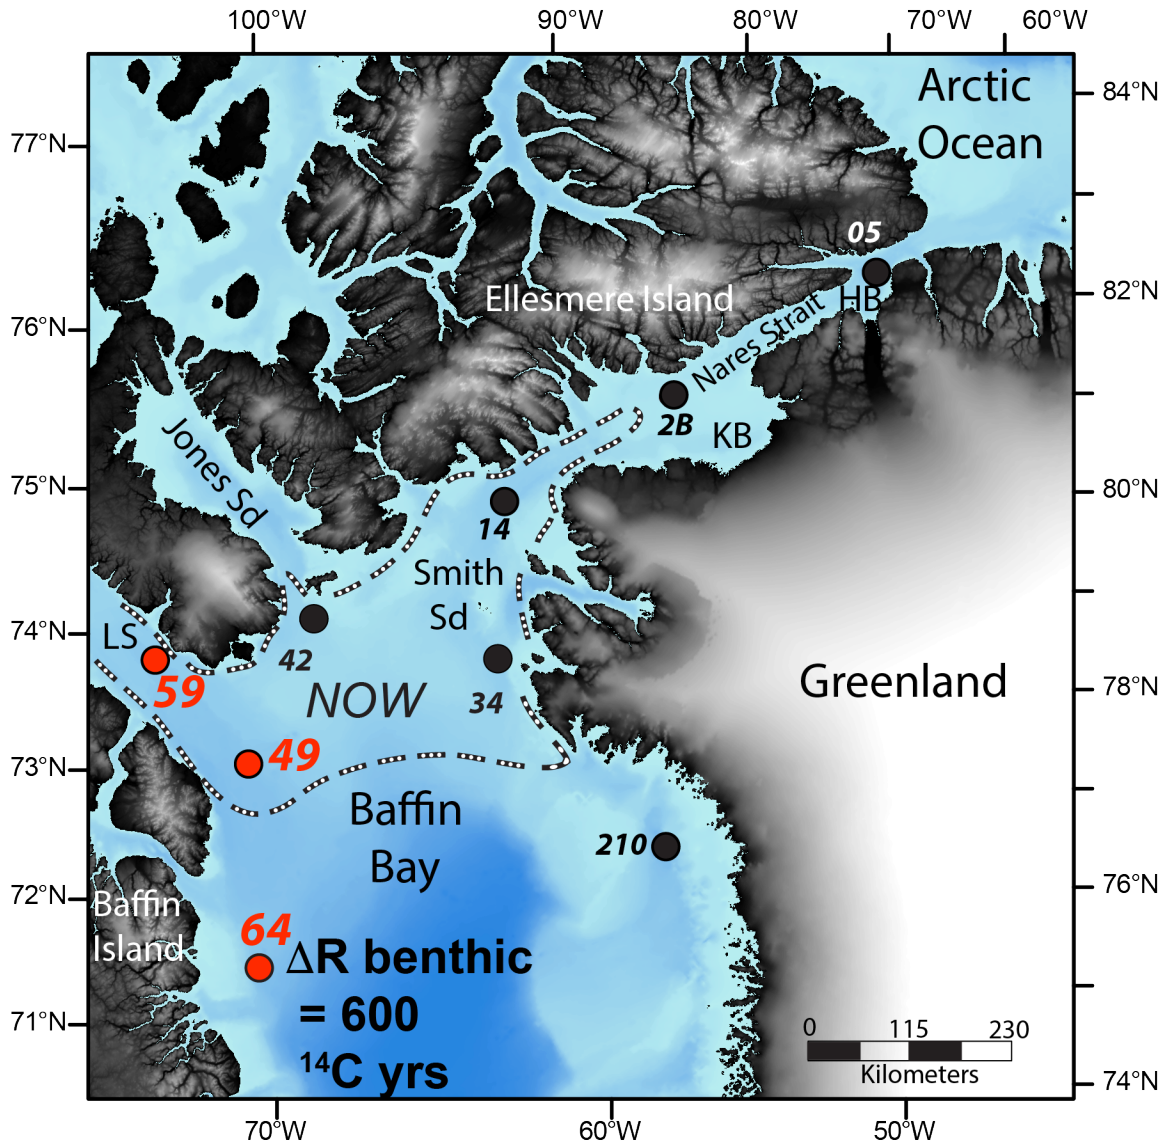 100°W 90°W 80°W 70°W 60°W
Arctic
Ocean
84°N
77°N
05
82°N
HB
Ellesmere Island
76°N
Nares Strait
2B
KB
Jones Sd
75°N
80°N
14
Smith
Sd
74°N
LS
42
59
NOW
34
Greenland
78°N
49
73°N
Baffin
Bay
210
76°N
72°N
Baffin
Island
64
ΔR benthic
= 600
¹⁴C yrs
71°N
0 115 230
Kilometers
74°N
70°W 60°W 50°W